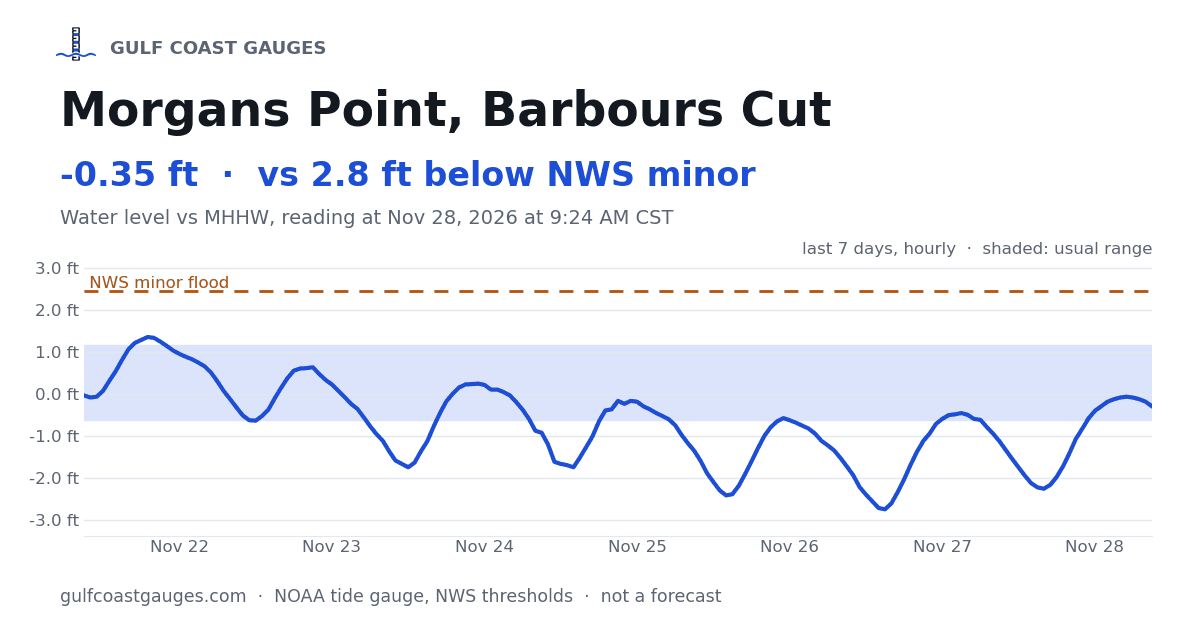 GULF COAST GAUGES
Morgans Point, Barbours Cut
-0.35 ft · vs 2.8 ft below NWS minor
Water level vs MHHW, reading at Nov 28, 2026 at 9:24 AM CST
last 7 days, hourly · shaded: usual range
3.0 ft
NWS minor flood
2.0 ft
1.0 ft
0.0 ft
-1.0 ft
-2.0 ft
-3.0 ft
Nov 22 Nov 23 Nov 24 Nov 25 Nov 26 Nov 27 Nov 28
gulfcoastgauges.com · NOAA tide gauge, NWS thresholds · not a forecast